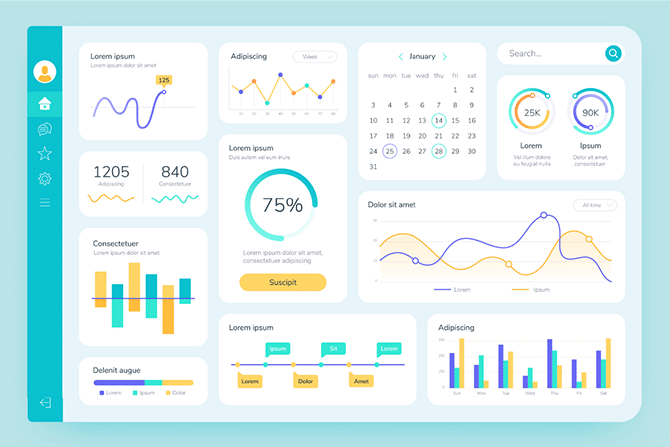 Lorem ipsum
Lorem ipsum dolor sit amet
125
1205
Adipiscing
840
Consectetuer
Consectetuer
Lorem ipsum dolor sit amet
Delenit augue
Lorem Ipsum Dolor
Adipiscing
Week
Lorem ipsum
Duis autem vel eum iriure
75%
Lorem ipsum dolor sit amet,
consectetuer adipiscing
Suscipit
January
sun mon tue wed thu fri sat
1 2
3 4 5 6 7 8 9
10 11 12 13 14 15 16
17 18 19 20 21 22 23
24 25 26 27 28 29 30
31
Search...
25K
Lorem
Vel illum dolore
eu feugiat nulla
90K
Ipsum
Dolor sit amet,
consectetuer
Dolor sit amet
All time
Lorem Ipsum
Lorem ipsum
Ipsum Sit Lorem
Lorem Dolor Amet
Adipiscing
Sun Mon Tue Wed Thu Fri Sat